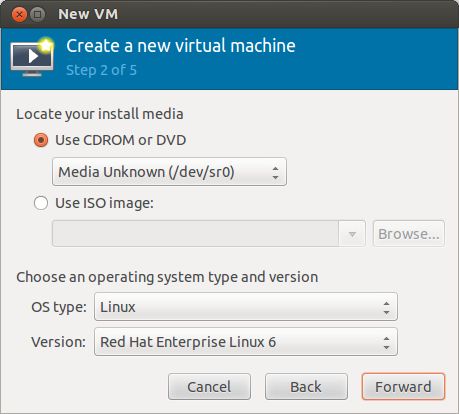 New VM
Create a new virtual machine
Step 2 of 5
Locate your install media
Use CDROM or DVD
Media Unknown (/dev/sr0)
Use ISO image:
Browse...
Choose an operating system type and version
OS type: Linux
Version: Red Hat Enterprise Linux 6
Cancel Back Forward